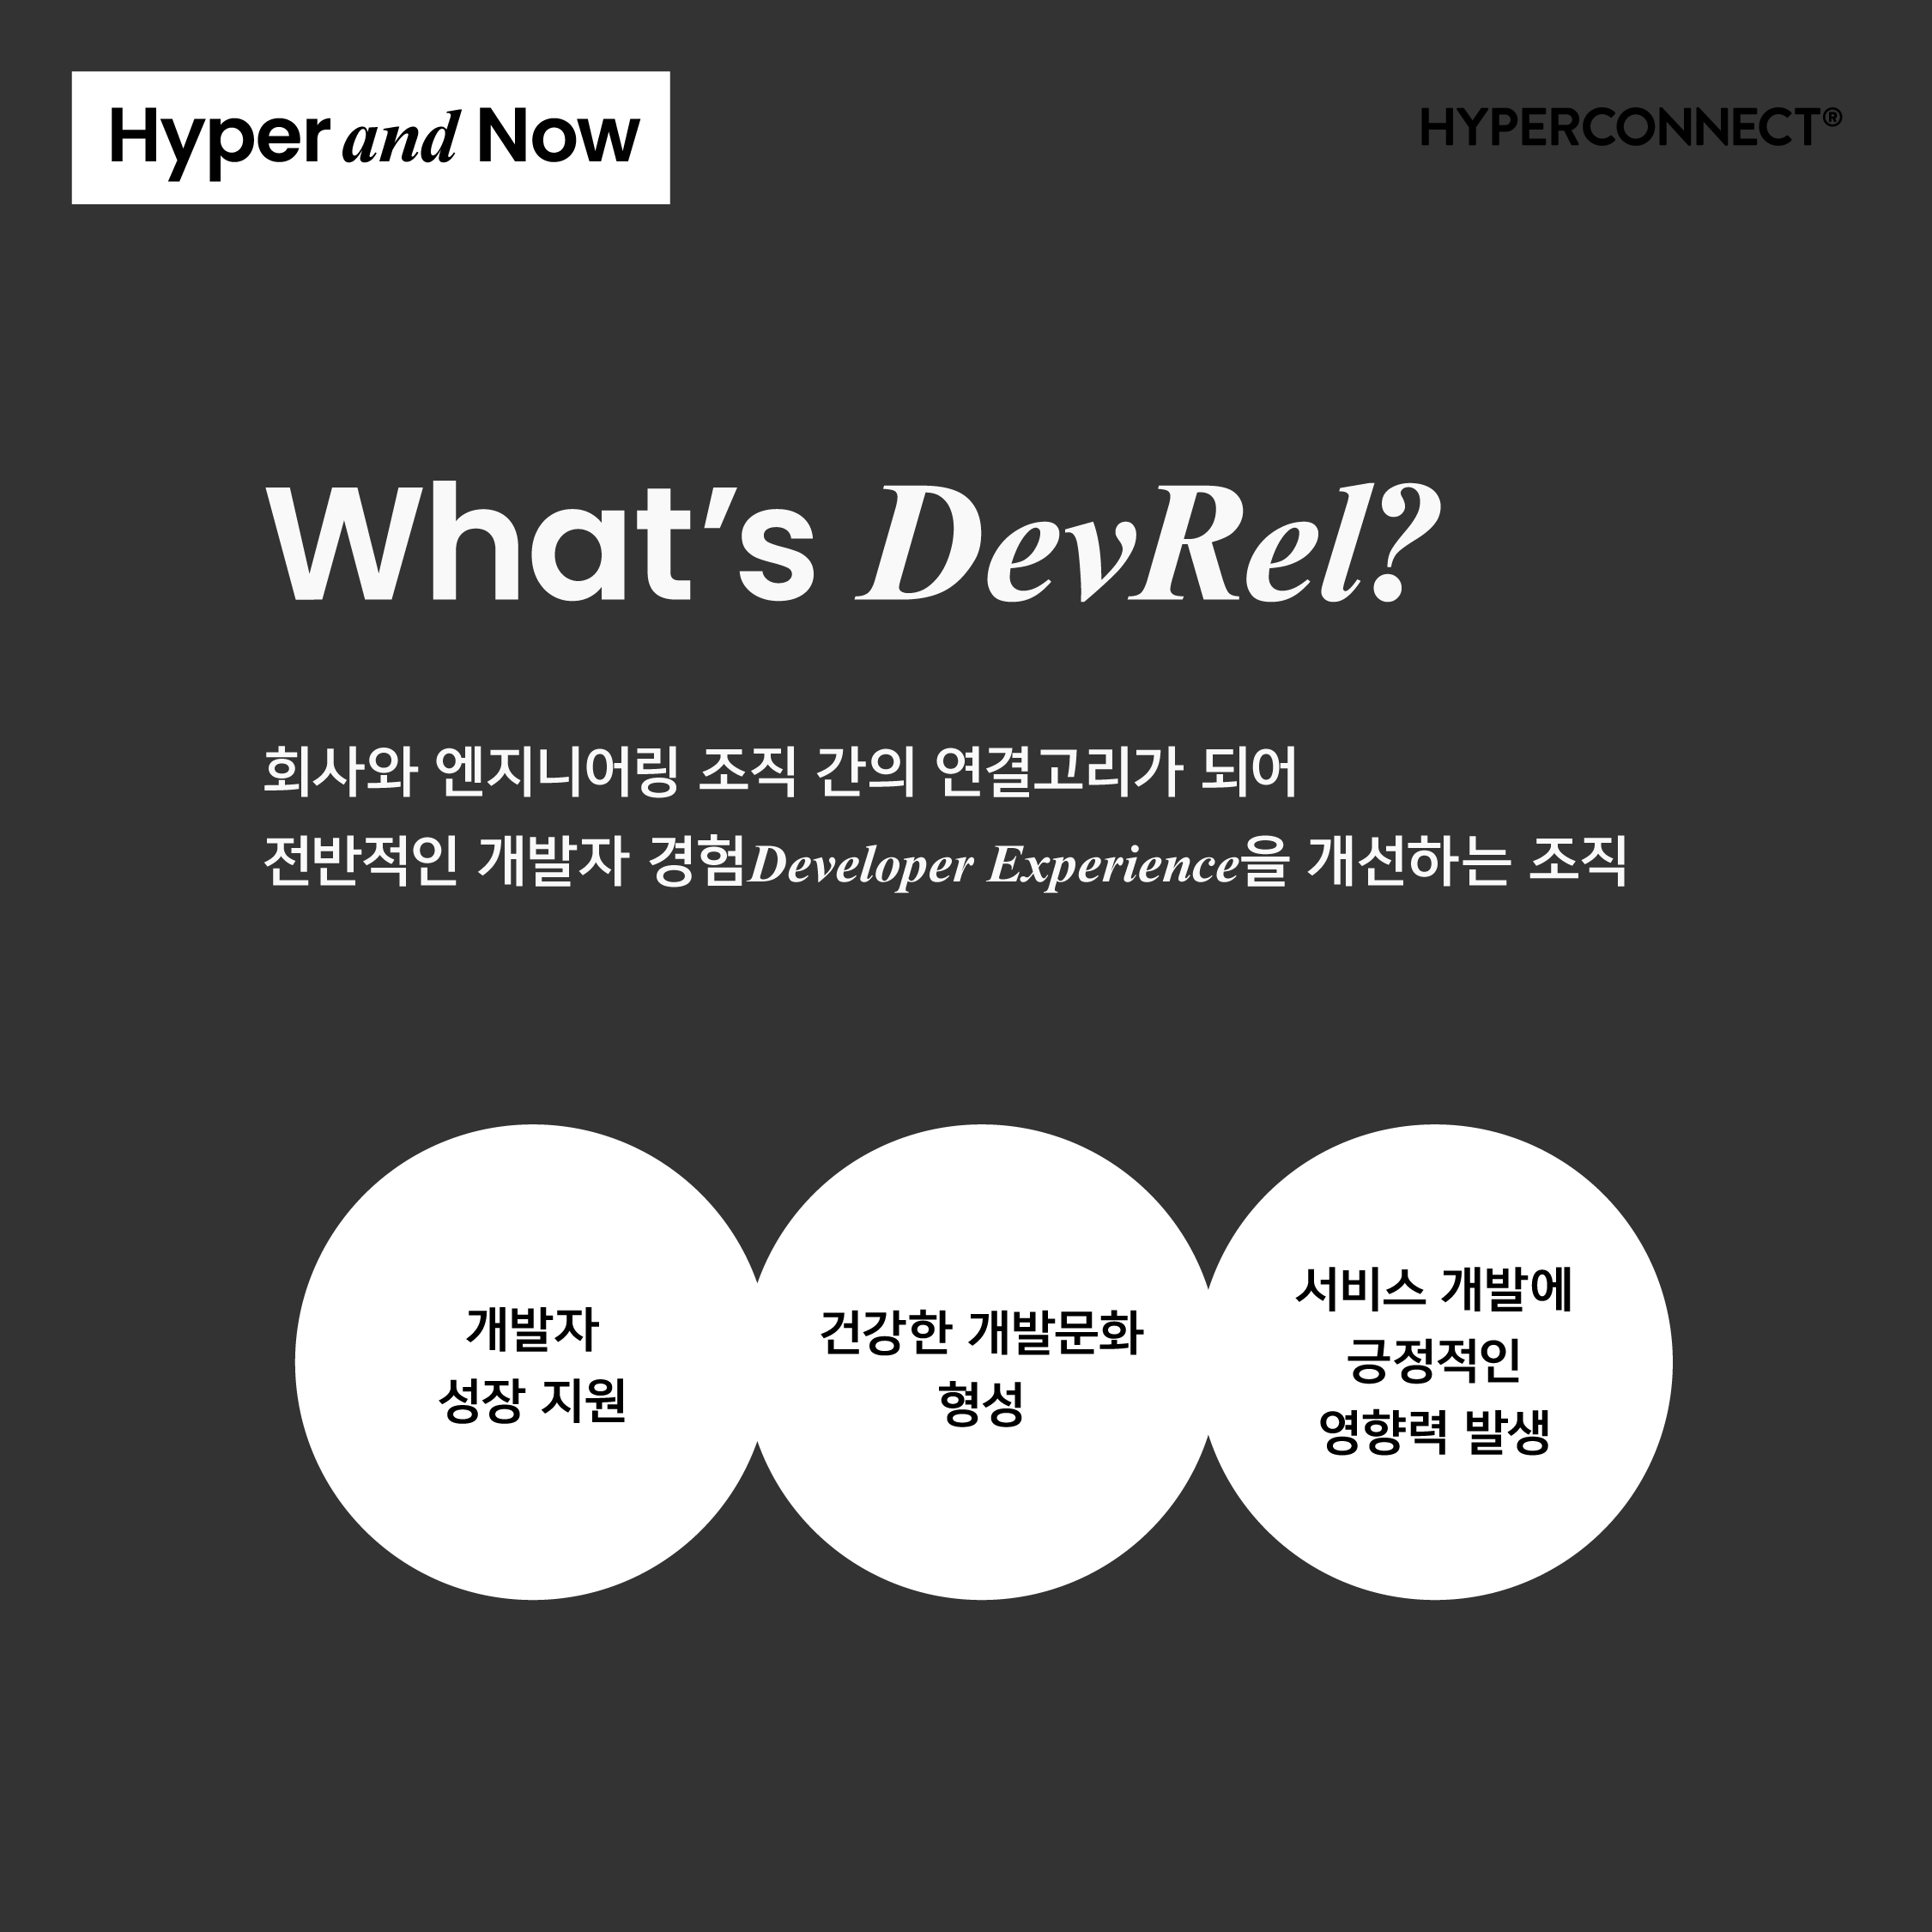 Hyper and Now
HYPERCONNECT®
What's DevRel?
회사와 엔지니어링 조직 간의 연결고리가 되어
전반적인 개발자 경험Developer Experience을 개선하는 조직
개발자
성장 지원
건강한 개발문화
형성
서비스 개발에
긍정적인
영향력 발생